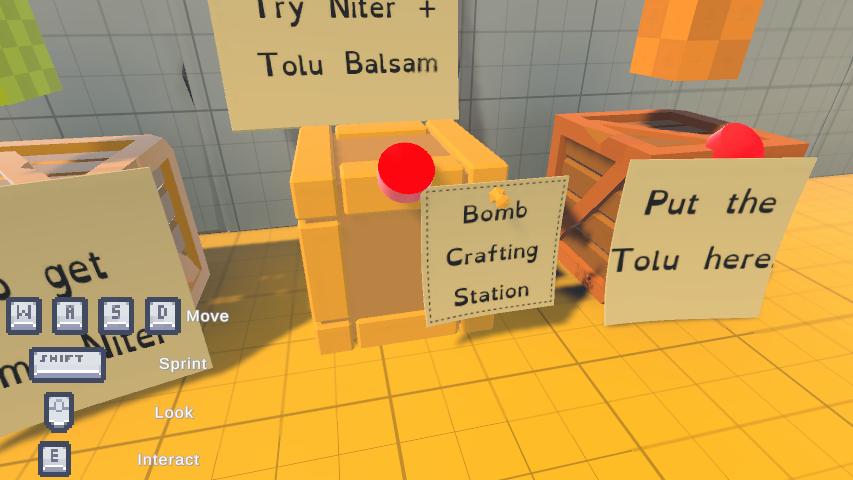 Try Niter +
Tolu Balsam
Bomb
Crafting
Station
Put the
Tolu here
get
Niter
W A S D Move
SHIFT Sprint
Look
E Interact